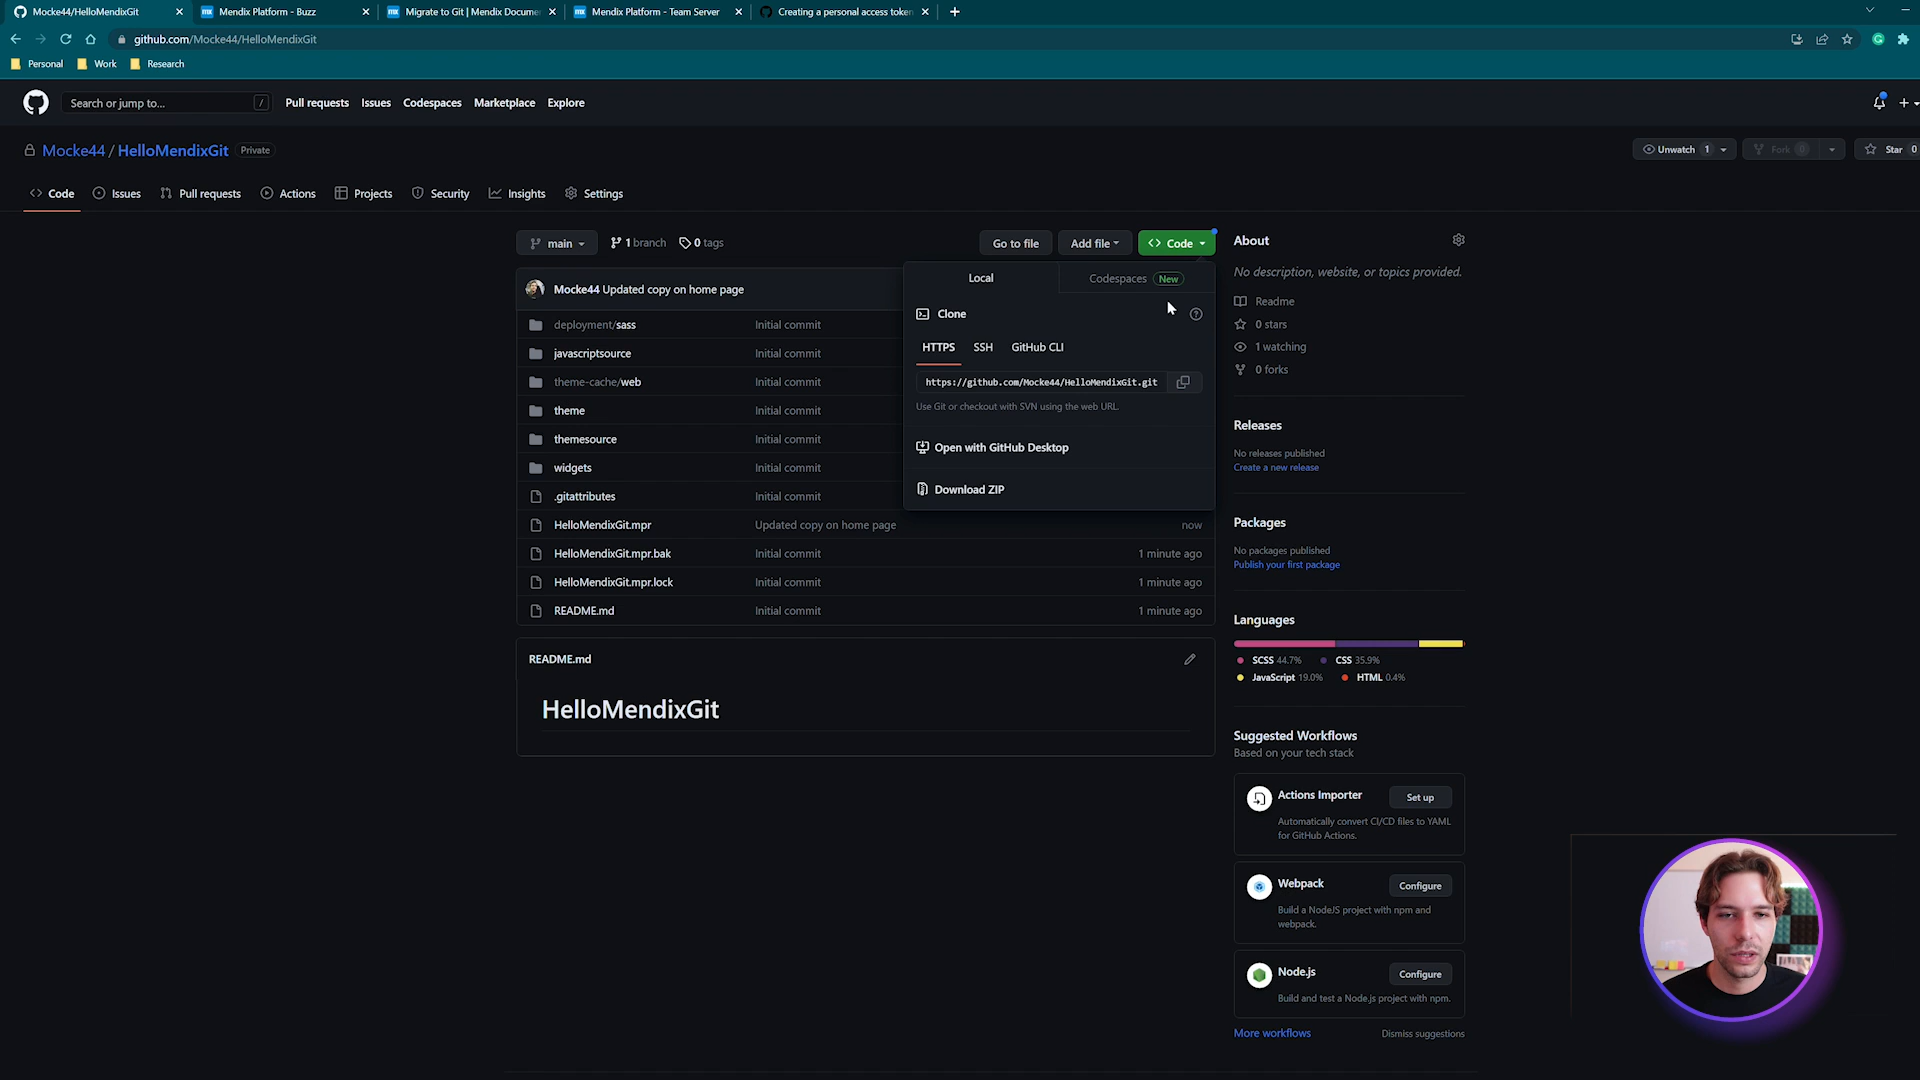 Mocke44/HelloMendixGit
Mendix Platform - Buzz
Migrate to Git | Mendix Docume
Mendix Platform - Team Server
Creating a personal access token
github.com/Mocke44/HelloMendixGit
Personal
Work
Research
Search or jump to...
/
Pull requests
Issues
Codespaces
Marketplace
Explore
Mocke44 / HelloMendixGit
Private
Unwatch 1
Fork 0
Star 0
Code
Issues
Pull requests
Actions
Projects
Security
Insights
Settings
main
1 branch
0 tags
Go to file
Add file
Code
Local
Codespaces New
Clone
HTTPS
SSH
GitHub CLI
https://github.com/Mocke44/HelloMendixGit.git
Use Git or checkout with SVN using the web URL.
Open with GitHub Desktop
Download ZIP
Mocke44 Updated copy on home page
deployment/sass Initial commit
javascriptsource Initial commit
theme-cache/web Initial commit
theme Initial commit
themesource Initial commit
widgets Initial commit
.gitattributes Initial commit
HelloMendixGit.mpr Updated copy on home page now
HelloMendixGit.mpr.bak Initial commit 1 minute ago
HelloMendixGit.mpr.lock Initial commit 1 minute ago
README.md Initial commit 1 minute ago
README.md
HelloMendixGit
About
No description, website, or topics provided.
Readme
0 stars
1 watching
0 forks
Releases
No releases published
Create a new release
Packages
No packages published
Publish your first package
Languages
SCSS 44.7% CSS 35.9%
JavaScript 19.0% HTML 0.4%
Suggested Workflows
Based on your tech stack
Actions Importer
Set up
Automatically convert CI/CD files to YAML
for GitHub Actions.
Webpack
Configure
Build a NodeJS project with npm and
webpack.
Node.js
Configure
Build and test a Node.js project with npm.
More workflows
Dismiss suggestions